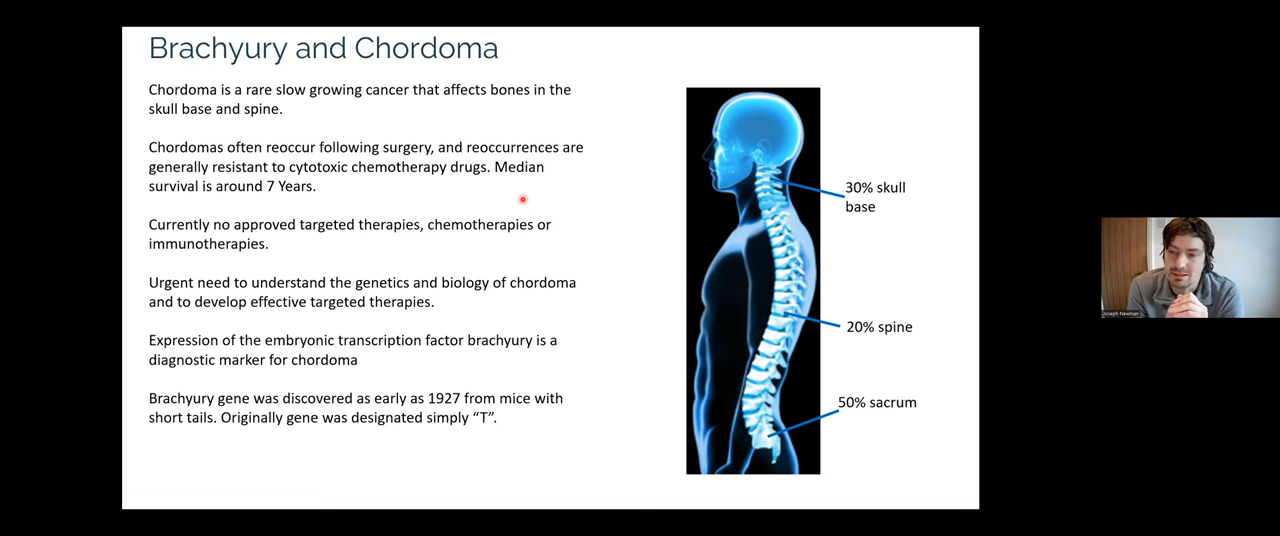 Brachyury and Chordoma
Chordoma is a rare slow growing cancer that affects bones in the
skull base and spine.
Chordomas often reoccur following surgery, and reoccurrences are
generally resistant to cytotoxic chemotherapy drugs. Median
survival is around 7 Years.
Currently no approved targeted therapies, chemotherapies or
immunotherapies.
Urgent need to understand the genetics and biology of chordoma
and to develop effective targeted therapies.
Expression of the embryonic transcription factor brachyury is a
diagnostic marker for chordoma
Brachyury gene was discovered as early as 1927 from mice with
short tails. Originally gene was designated simply “T”.
30% skull
base
20% spine
50% sacrum
Joseph Newman